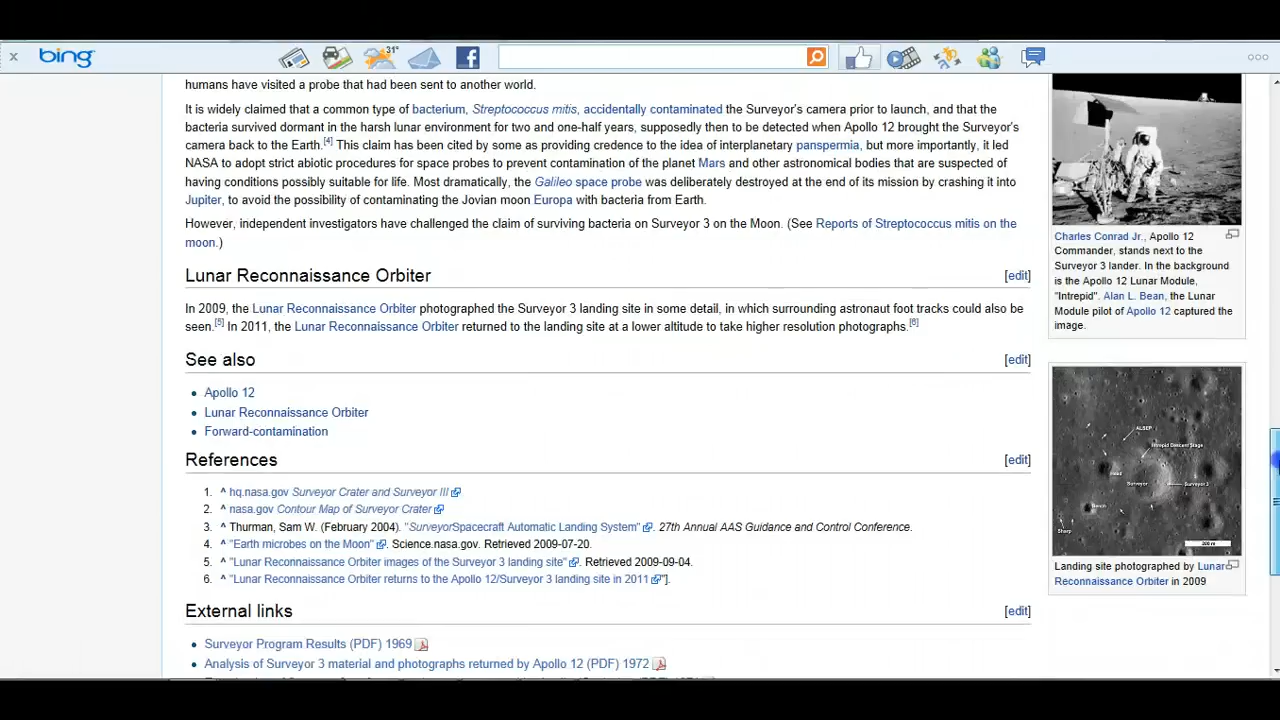 bing
31°
humans have visited a probe that had been sent to another world.
It is widely claimed that a common type of bacterium, Streptococcus mitis, accidentally contaminated the Surveyor's camera prior to launch, and that the
bacteria survived dormant in the harsh lunar environment for two and one-half years, supposedly then to be detected when Apollo 12 brought the Surveyor's
camera back to the Earth.[4] This claim has been cited by some as providing credence to the idea of interplanetary panspermia, but more importantly, it led
NASA to adopt strict abiotic procedures for space probes to prevent contamination of the planet Mars and other astronomical bodies that are suspected of
having conditions possibly suitable for life. Most dramatically, the Galileo space probe was deliberately destroyed at the end of its mission by crashing it into
Jupiter, to avoid the possibility of contaminating the Jovian moon Europa with bacteria from Earth.
However, independent investigators have challenged the claim of surviving bacteria on Surveyor 3 on the Moon. (See Reports of Streptococcus mitis on the
moon.)
Lunar Reconnaissance Orbiter [edit]
In 2009, the Lunar Reconnaissance Orbiter photographed the Surveyor 3 landing site in some detail, in which surrounding astronaut foot tracks could also be
seen.[5] In 2011, the Lunar Reconnaissance Orbiter returned to the landing site at a lower altitude to take higher resolution photographs.[6]
See also [edit]
• Apollo 12
• Lunar Reconnaissance Orbiter
• Forward-contamination
References [edit]
1. ^ hq.nasa.gov Surveyor Crater and Surveyor III
2. ^ nasa.gov Contour Map of Surveyor Crater
3. ^ Thurman, Sam W. (February 2004). "SurveyorSpacecraft Automatic Landing System". 27th Annual AAS Guidance and Control Conference.
4. ^ "Earth microbes on the Moon". Science.nasa.gov. Retrieved 2009-07-20.
5. ^ "Lunar Reconnaissance Orbiter images of the Surveyor 3 landing site". Retrieved 2009-09-04.
6. ^ "Lunar Reconnaissance Orbiter returns to the Apollo 12/Surveyor 3 landing site in 2011"].
External links [edit]
• Surveyor Program Results (PDF) 1969
• Analysis of Surveyor 3 material and photographs returned by Apollo 12 (PDF) 1972
Charles Conrad Jr., Apollo 12
Commander, stands next to the
Surveyor 3 lander. In the background
is the Apollo 12 Lunar Module,
"Intrepid". Alan L. Bean, the Lunar
Module pilot of Apollo 12 captured the
image.
ALSEP
Intrepid Descent Stage
Head
Surveyor
Surveyor 3
Bench
Sharp
Landing site photographed by Lunar
Reconnaissance Orbiter in 2009